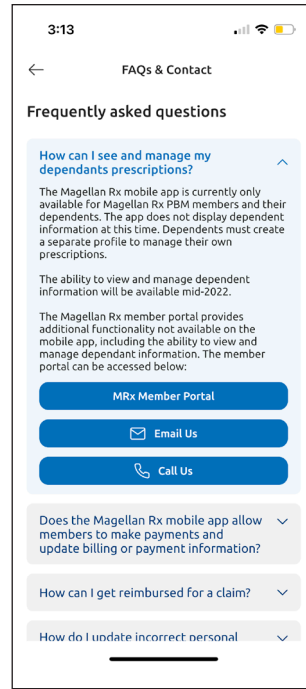 3:13
FAQs & Contact
Frequently asked questions
How can I see and manage my
dependants prescriptions?
The Magellan Rx mobile app is currently only
available for Magellan Rx PBM members and their
dependents. The app does not display dependent
information at this time. Dependents must create
a separate profile to manage their own
prescriptions.
The ability to view and manage dependent
information will be available mid-2022.
The Magellan Rx member portal provides
additional functionality not available on the
mobile app, including the ability to view and
manage dependant information. The member
portal can be accessed below:
MRx Member Portal
Email Us
Call Us
Does the Magellan Rx mobile app allow
members to make payments and
update billing or payment information?
How can I get reimbursed for a claim?
How do I update incorrect personal